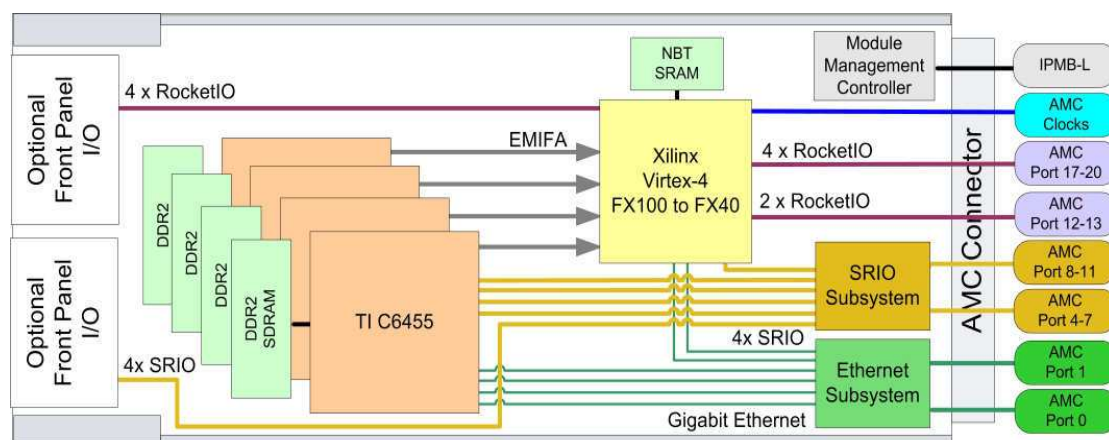 Optional
Front Panel
I/O
4 x RocketIO
NBT
SRAM
Module
Management
Controller
IPMB-L
AMC
Clocks
EMIFA
Xilinx
Virtex-4
FX100 to FX40
4 x RocketIO
AMC
Port 17-20
2 x RocketIO
AMC
Port 12-13
DDR2
DDR2
DDR2
DDR2
SDRAM
TI C6455
AMC Connector
Optional
Front Panel
I/O
4x SRIO
SRIO
Subsystem
AMC
Port 8-11
AMC
Port 4-7
4x SRIO
Ethernet
Subsystem
AMC
Port 1
Gigabit Ethernet
AMC
Port 0